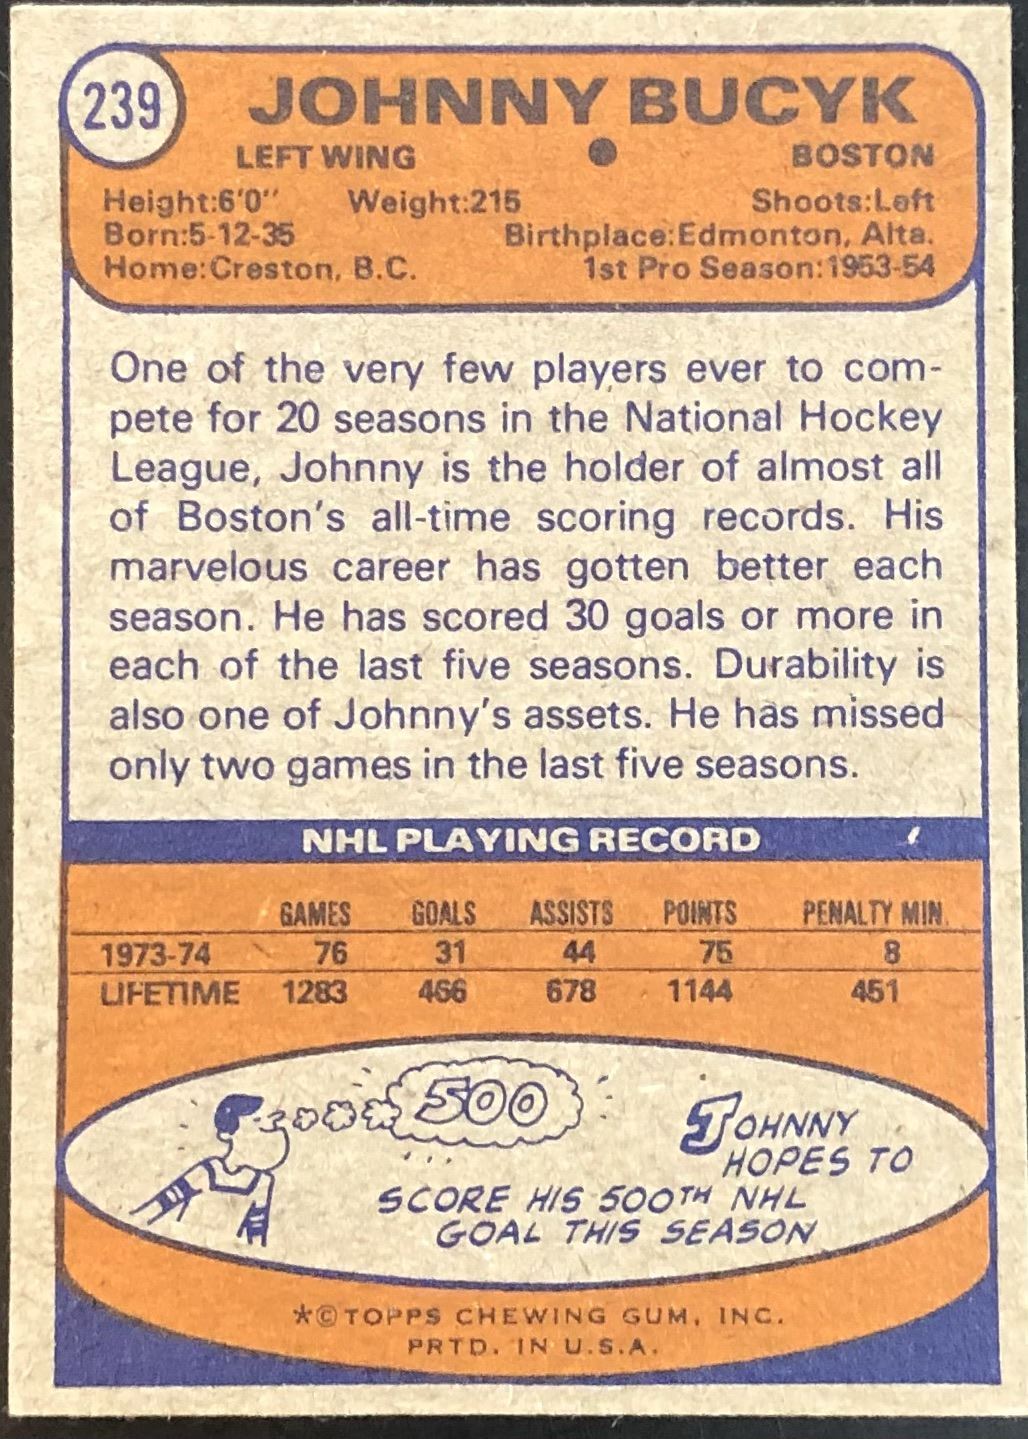 239
JOHNNY BUCYK
LEFT WING • BOSTON
Height:6'0" Weight:215 Shoots:Left
Born:5-12-35 Birthplace:Edmonton, Alta.
Home:Creston, B.C. 1st Pro Season:1953-54
One of the very few players ever to com-
pete for 20 seasons in the National Hockey
League, Johnny is the holder of almost all
of Boston's all-time scoring records. His
marvelous career has gotten better each
season. He has scored 30 goals or more in
each of the last five seasons. Durability is
also one of Johnny's assets. He has missed
only two games in the last five seasons.
NHL PLAYING RECORD
GAMES GOALS ASSISTS POINTS PENALTY MIN.
1973-74 76 31 44 75 8
LIFETIME 1283 466 678 1144 451
500
JOHNNY
HOPES TO
SCORE HIS 500TH NHL
GOAL THIS SEASON
*©TOPPS CHEWING GUM, INC.
PRTD. IN U.S.A.